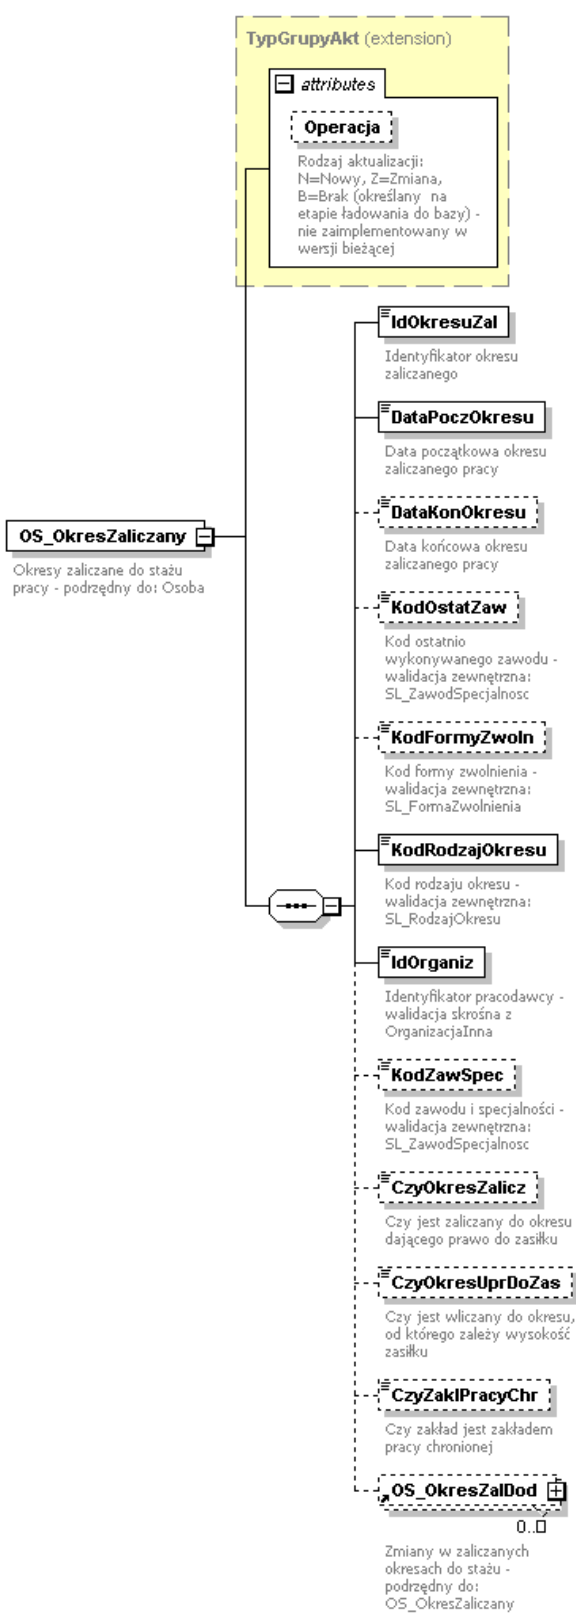 TypGrupyAkt (extension)
attributes
Operacja
Rodzaj aktualizacji:
N=Nowy, Z=Zmiana,
B=Brak (określany na
etapie ładowania do bazy) -
nie zaimplementowany w
wersji bieżącej
IdOkresuZal
Identyfikator okresu
zaliczanego
DataPoczOkresu
Data początkowa okresu
zaliczanego pracy
OS_OkresZaliczany
Okresy zaliczane do stażu
pracy - podrzędny do: Osoba
DataKonOkresu
Data końcowa okresu
zaliczanego pracy
KodOstatZaw
Kod ostatnio
wykonywanego zawodu -
walidacja zewnętrzna:
SL_ZawodSpecjalnosc
KodFormyZwoln
Kod formy zwolnienia -
walidacja zewnętrzna:
SL_FormaZwolnienia
KodRodzajOkresu
Kod rodzaju okresu -
walidacja zewnętrzna:
SL_RodzajOkresu
IdOrganiz
Identyfikator pracodawcy -
walidacja skrośna z
OrganizacjaInna
KodZawSpec
Kod zawodu i specjalności -
walidacja zewnętrzna:
SL_ZawodSpecjalnosc
CzyOkresZalicz
Czy jest zaliczany do okresu
dającego prawo do zasiłku
CzyOkresUprDoZas
Czy jest wliczany do okresu,
od którego zależy wysokość
zasiłku
CzyZaklPracyChr
Czy zakład jest zakładem
pracy chronionej
OS_OkresZalDod
0..□
Zmiany w zaliczanych
okresach do stażu -
podrzędny do:
OS_OkresZaliczany